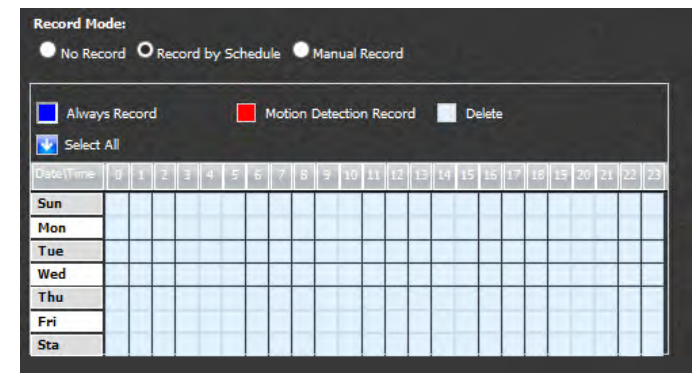 Record Mode:
No Record Record by Schedule Manual Record
Always Record Motion Detection Record Delete
Select All
Date\Time 0 1 2 3 4 5 6 7 8 9 10 11 12 13 14 15 16 17 18 19 20 21 22 23
Sun
Mon
Tue
Wed
Thu
Fri
Sta